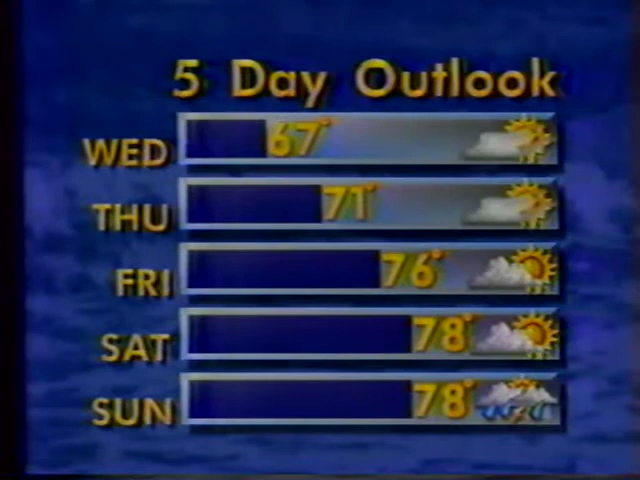 5 Day Outlook
WED 67°
THU 71°
FRI 76°
SAT 78°
SUN 78°